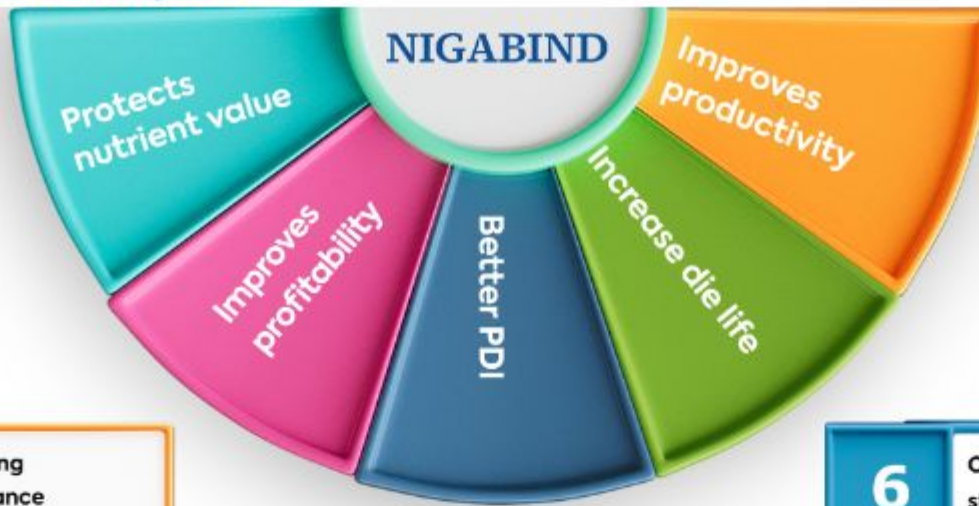 NIGABIND
Protects
nutrient value
Improves
profitability
Better PDI
Increase die life
Improves
productivity
6